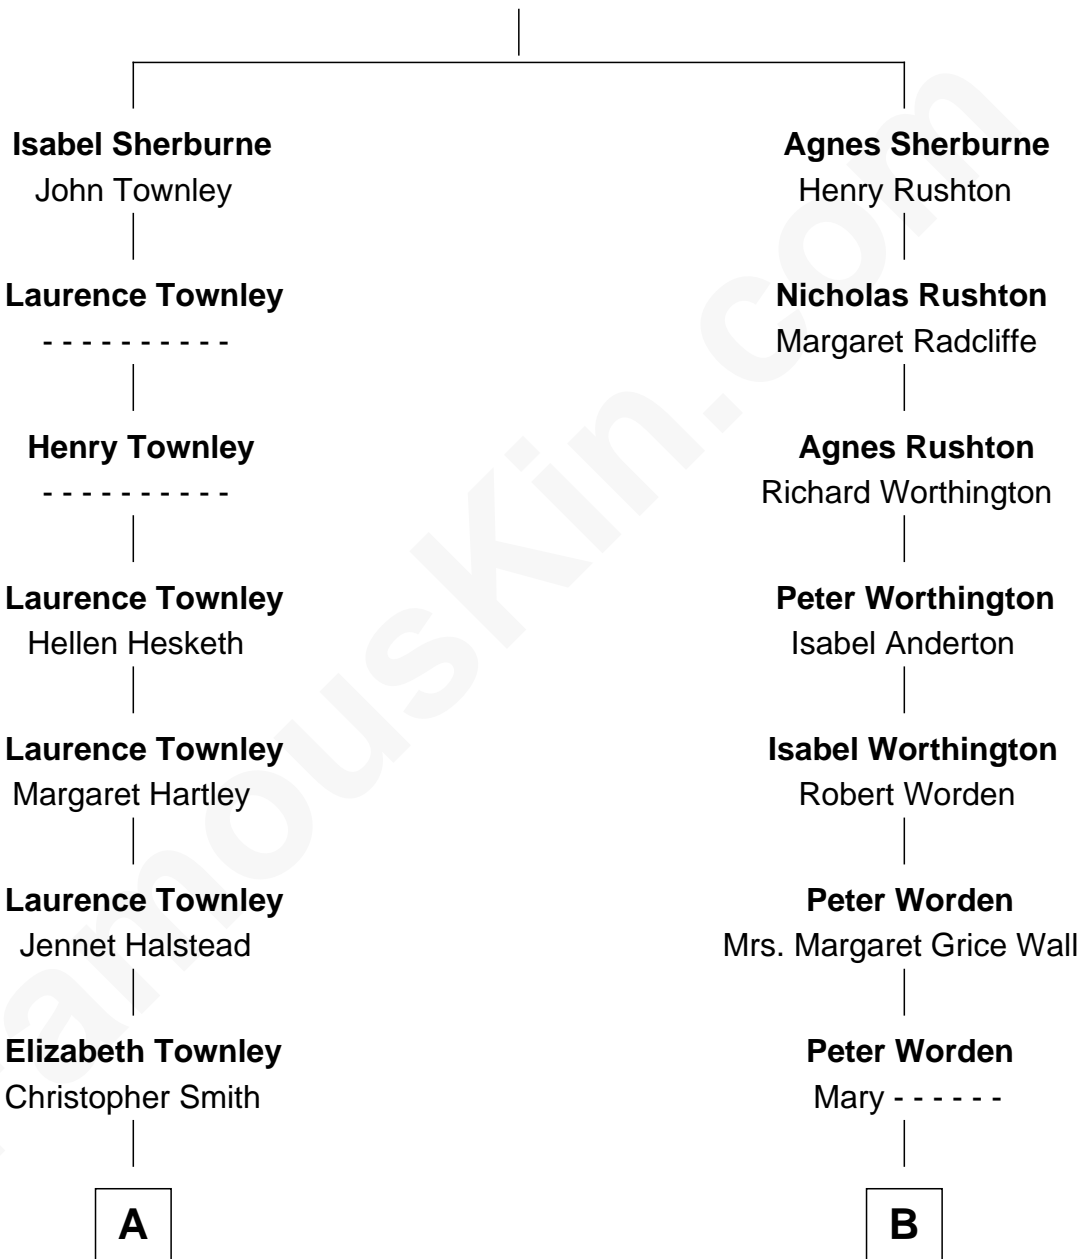 Isabel Sherburne
John Townley
Laurence Townley
- - - - - - - - - -
Henry Townley
- - - - - - - - - -
Laurence Townley
Hellen Hesketh
Laurence Townley
Margaret Hartley
Laurence Townley
Jennet Halstead
Elizabeth Townley
Christopher Smith
A
Agnes Sherburne
Henry Rushton
Nicholas Rushton
Margaret Radcliffe
Agnes Rushton
Richard Worthington
Peter Worthington
Isabel Anderton
Isabel Worthington
Robert Worden
Peter Worden
Mrs. Margaret Grice Wall
Peter Worden
Mary - - - - - -
B
FamousKin.com